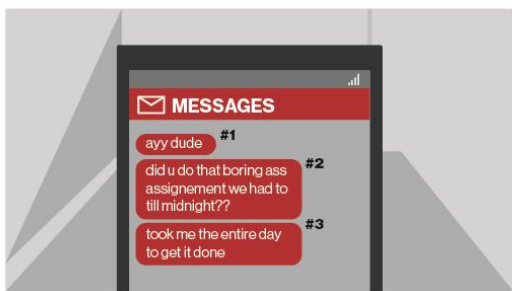 MESSAGES
ayy dude #1
did u do that boring ass #2
assignement we had to
till midnight??
took me the entire day #3
to get it done